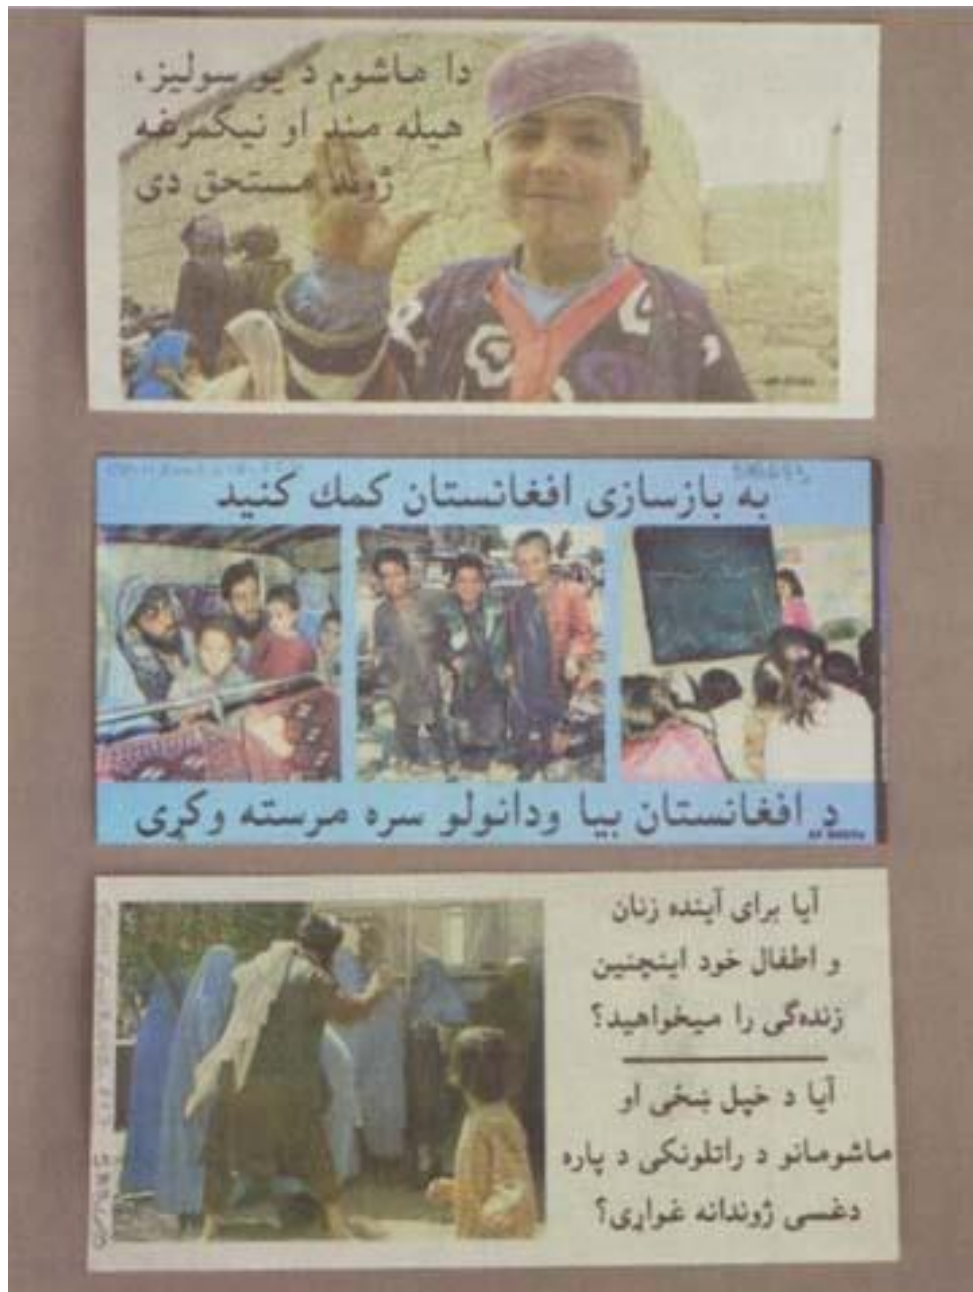 دا ماشوم د یو سولیز،
هیله مند او نیکمرغه
ژوند مستحق دی
به بازسازی افغانستان کمك کنید
د افغانستان بیا ودانولو سره مرسته وکړی
آیا برای آینده زنان
و اطفال خود اینچنین
زنده‌گی را میخواهید؟
آیا د خپل ښځی او
ماشومانو د راتلونکی د پاره
دغسی ژوندانه غواړی؟